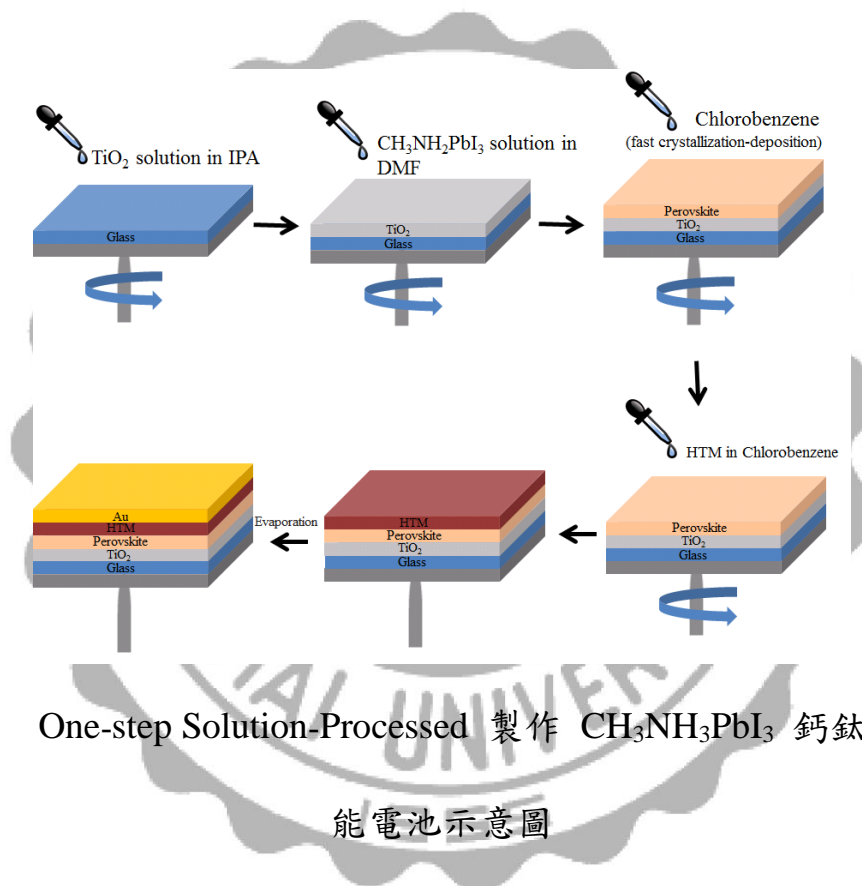 TiO₂ solution in IPA
Glass
CH₃NH₂PbI₃ solution in
DMF
TiO₂
Glass
Chlorobenzene
(fast crystallization-deposition)
Perovskite
TiO₂
Glass
HTM in Chlorobenzene
Perovskite
TiO₂
Glass
HTM
Perovskite
TiO₂
Glass
Evaporation
Au
HTM
Perovskite
TiO₂
Glass
One-step Solution-Processed 製作 CH₃NH₃PbI₃ 鈣鈦
能電池示意圖
UNIVER